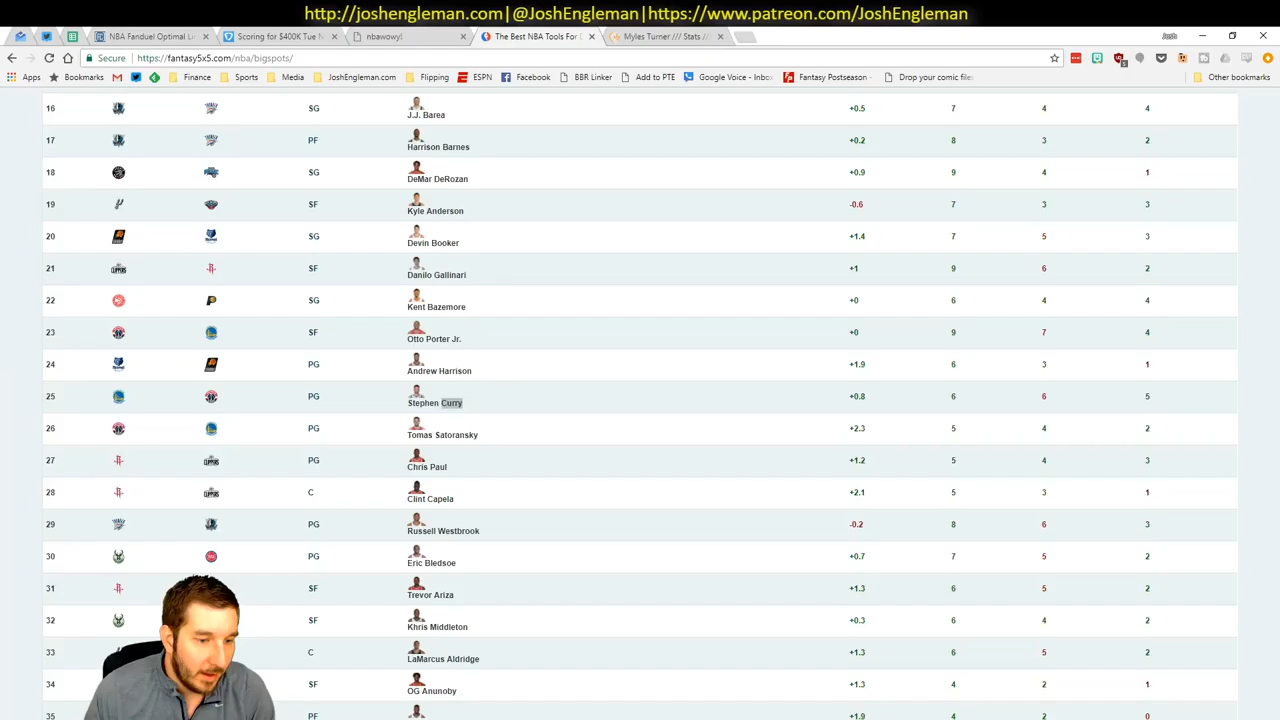 http://joshengleman.com|@JoshEngleman|https://www.patreon.com/JoshEngleman
NBA Fanduel Optimal Li
Scoring for $400K Tue N
nbawowy!
The Best NBA Tools For D
Myles Turner /// Stats //
Josh
Secure
https://fantasy5x5.com/nba/bigspots/
Apps
Bookmarks
Finance
Sports
Media
JoshEngleman.com
Flipping
ESPN
Facebook
BBR Linker
Add to PTE
Google Voice - Inbo
Fantasy Postseason
Drop your comic files
Other bookmarks
16 SG J.J. Barea +0.5 7 4 4
17 PF Harrison Barnes +0.2 8 3 2
18 SG DeMar DeRozan +0.9 9 4 1
19 SF Kyle Anderson -0.6 7 3 3
20 SG Devin Booker +1.4 7 5 3
21 SF Danilo Gallinari +1 9 6 2
22 SG Kent Bazemore +0 6 4 4
23 SF Otto Porter Jr. +0 9 7 4
24 PG Andrew Harrison +1.9 6 3 1
25 PG Stephen Curry +0.8 6 6 5
26 PG Tomas Satoransky +2.3 5 4 2
27 PG Chris Paul +1.2 5 4 3
28 C Clint Capela +2.1 5 3 1
29 PG Russell Westbrook -0.2 8 6 3
30 PG Eric Bledsoe +0.7 7 5 2
31 SF Trevor Ariza +1.3 6 5 2
32 SF Khris Middleton +0.3 6 4 2
33 C LaMarcus Aldridge +1.3 6 5 2
34 SF OG Anunoby +1.3 4 2 1
35 PF +1.9 4 2 0